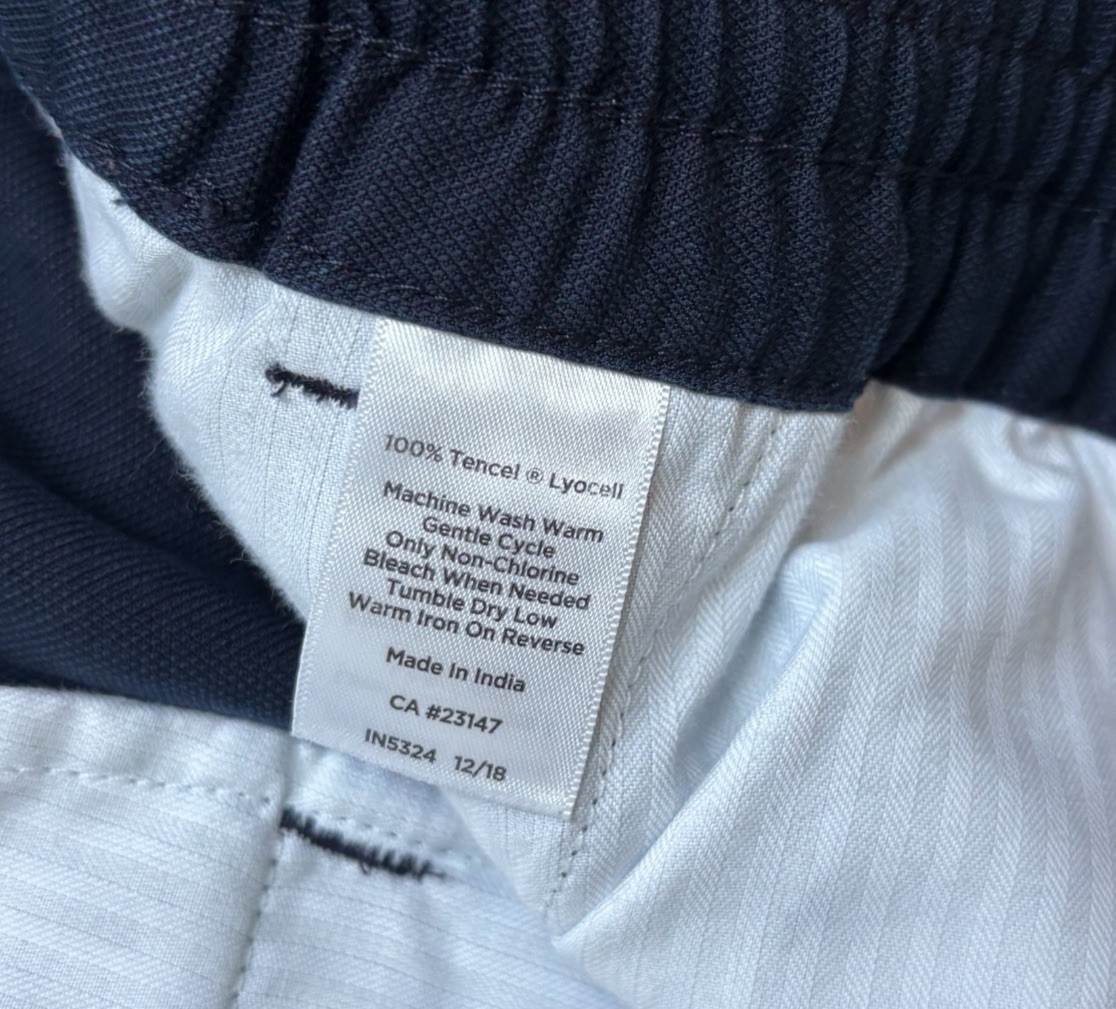 100% Tencel ® Lyocell
Machine Wash Warm
Gentle Cycle
Only Non-Chlorine
Bleach When Needed
Tumble Dry Low
Warm Iron On Reverse
Made In India
CA #23147
IN5324 12/18